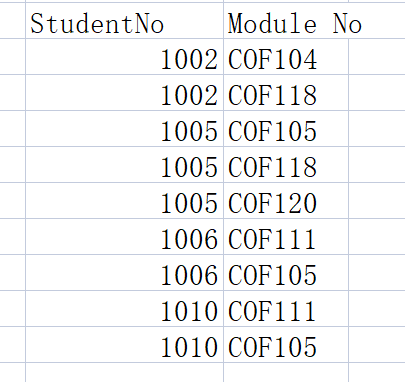 StudentNo Module No
1002 COF104
1002 COF118
1005 COF105
1005 COF118
1005 COF120
1006 COF111
1006 COF105
1010 COF111
1010 COF105